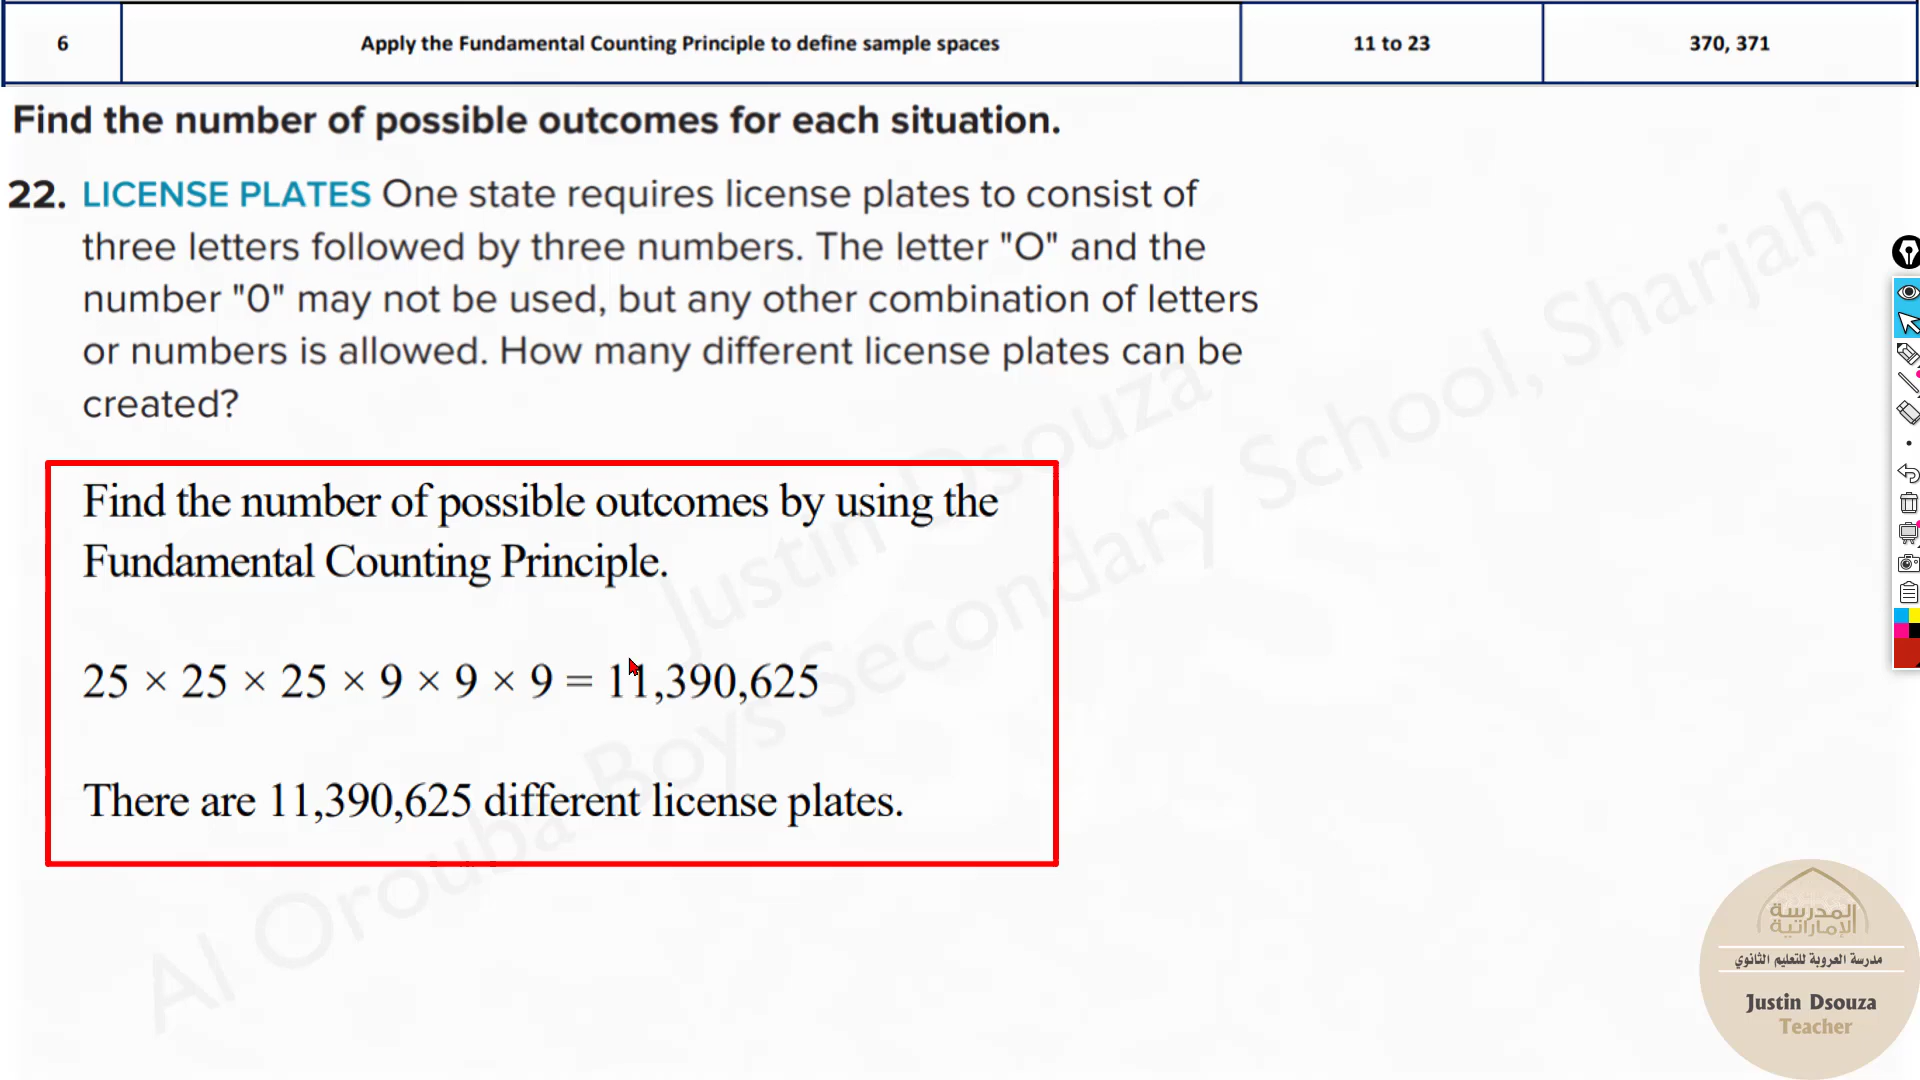 6 Apply the Fundamental Counting Principle to define sample spaces 11 to 23 370, 371
Find the number of possible outcomes for each situation.
22. LICENSE PLATES One state requires license plates to consist of
three letters followed by three numbers. The letter "O" and the
number "0" may not be used, but any other combination of letters
or numbers is allowed. How many different license plates can be
created?
Find the number of possible outcomes by using the
Fundamental Counting Principle.
25 × 25 × 25 × 9 × 9 × 9 = 11,390,625
There are 11,390,625 different license plates.
Justin Dsouza
Al Orouba Boys Secondary School, Sharjah
المدرسة
الإماراتية
مدرسة العروبة للتعليم الثانوي
Justin Dsouza
Teacher